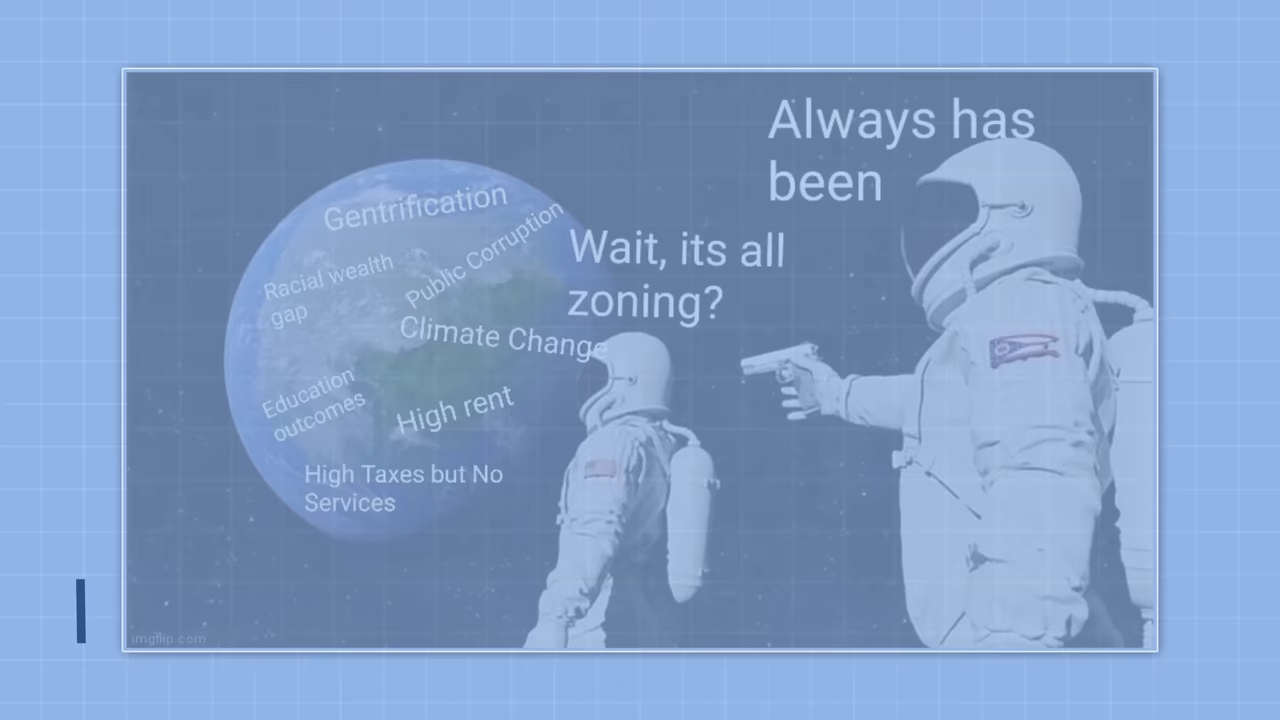 Always has
been
Gentrification
Public Corruption
Wait, its all
zoning?
Racial wealth
gap
Climate Change
Education
outcomes
High rent
High Taxes but No
Services
imgflip.com